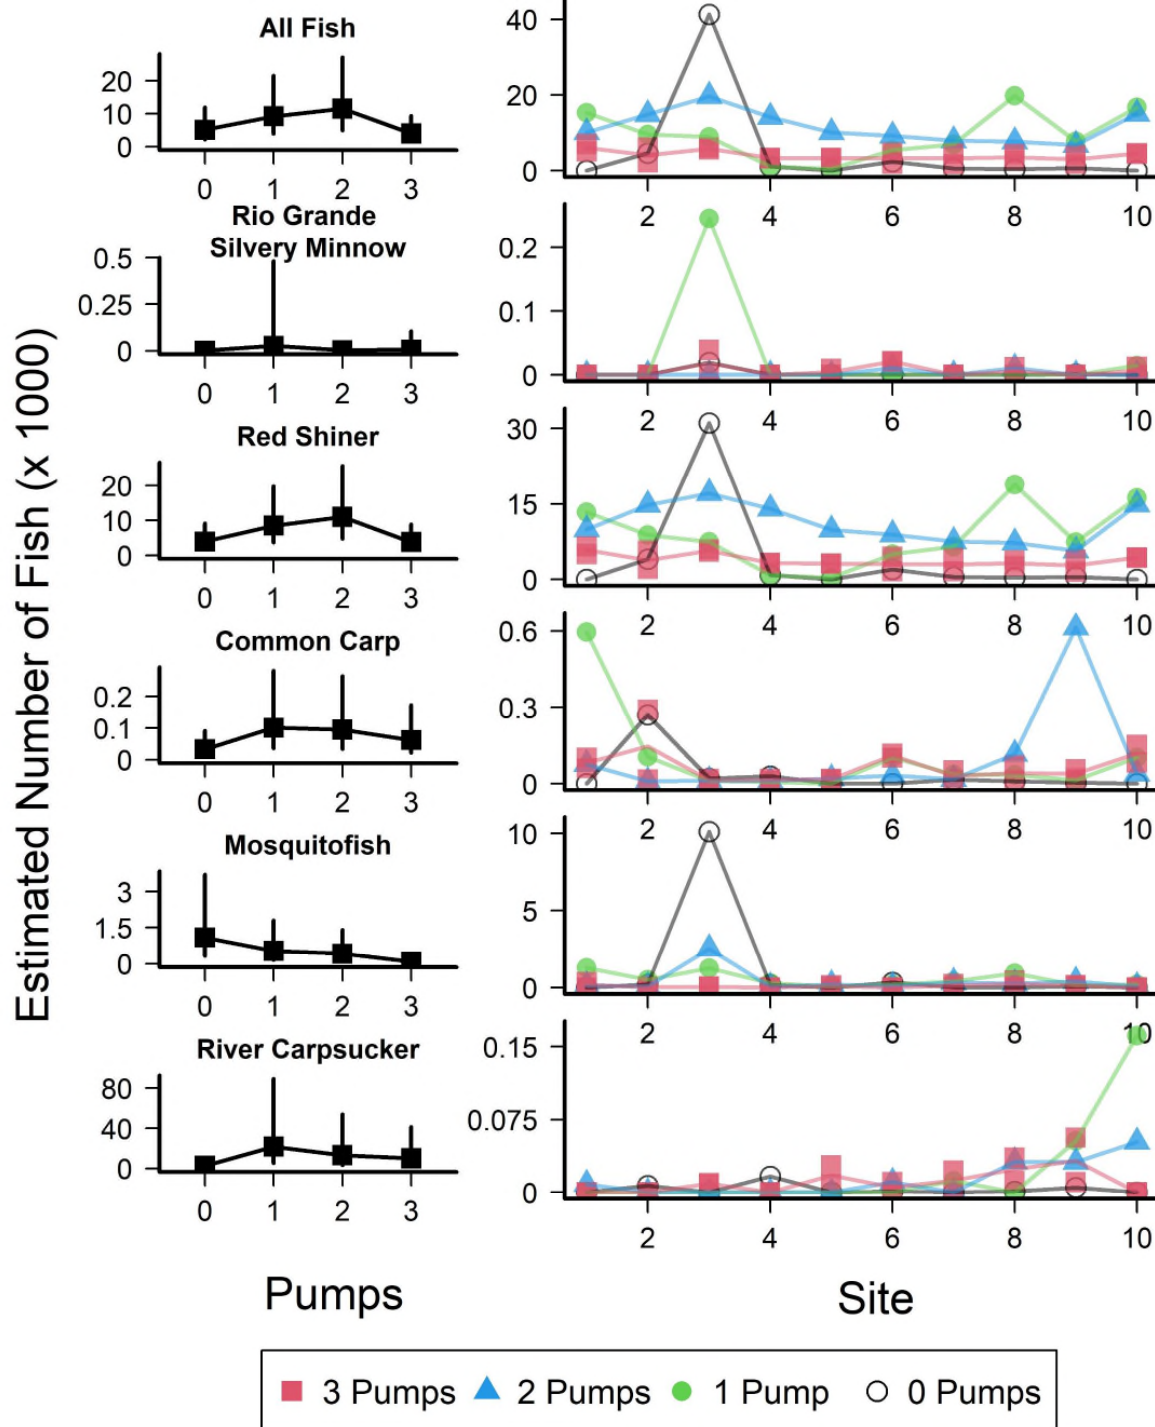 Estimated Number of Fish (x 1000)
All Fish
20
10
0
0 1 2 3
40
20
0
2 4 6 8 10
Rio Grande
Silvery Minnow
0.5
0.25
0
0 1 2 3
0.2
0.1
0
2 4 6 8 10
Red Shiner
20
10
0
0 1 2 3
30
15
0
2 4 6 8 10
Common Carp
0.2
0.1
0
0 1 2 3
0.6
0.3
0
2 4 6 8 10
Mosquitofish
3
1.5
0
0 1 2 3
10
5
0
2 4 6 8 10
River Carpsucker
80
40
0
0 1 2 3
0.15
0.075
0
2 4 6 8 10
Pumps
Site
3 Pumps 2 Pumps 1 Pump 0 Pumps